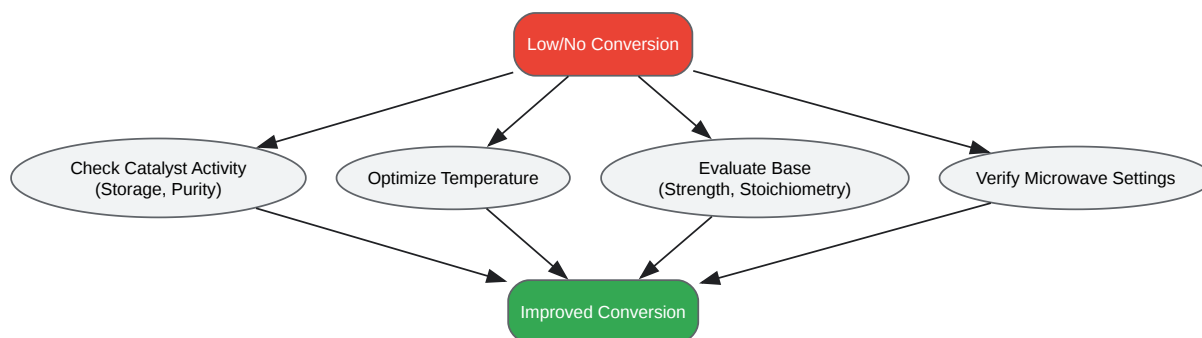 Low/No Conversion
Check Catalyst Activity
(Storage, Purity)
Optimize Temperature
Evaluate Base
(Strength, Stoichiometry)
Verify Microwave Settings
Improved Conversion